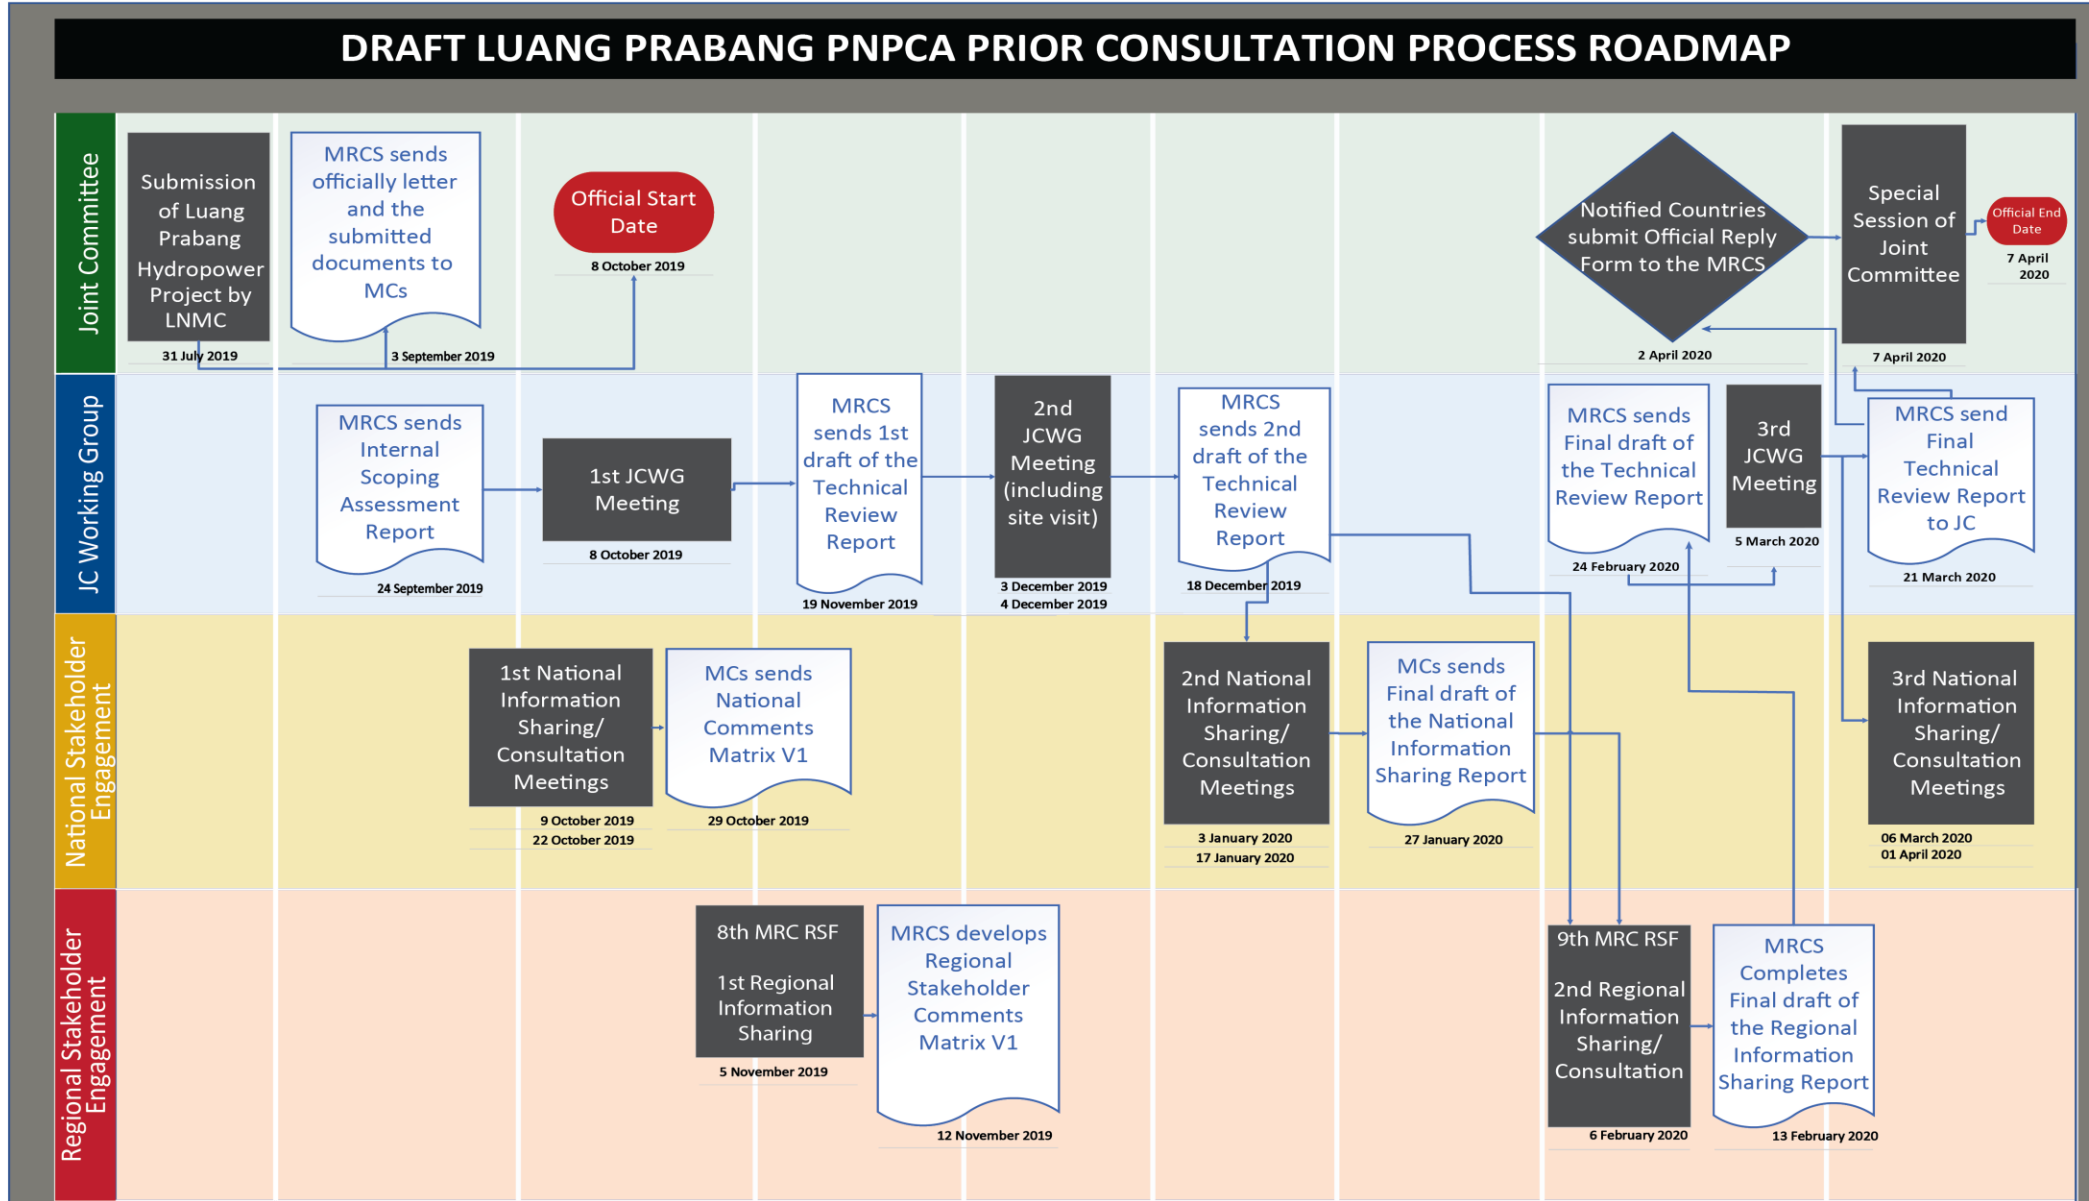 DRAFT LUANG PRABANG PNPCA PRIOR CONSULTATION PROCESS ROADMAP
Joint Committee
Submission
of Luang
Prabang
Hydropower
Project by
LNMC
31 July 2019
MRCS sends
officially letter
and the
submitted
documents to
MCs
3 September 2019
Official Start
Date
8 October 2019
Notified Countries
submit Official Reply
Form to the MRCS
2 April 2020
Special
Session of
Joint
Committee
7 April 2020
Official End
Date
7 April
2020
JC Working Group
MRCS sends
Internal
Scoping
Assessment
Report
24 September 2019
1st JCWG
Meeting
8 October 2019
MRCS
sends 1st
draft of the
Technical
Review
Report
19 November 2019
2nd
JCWG
Meeting
(including
site visit)
3 December 2019
4 December 2019
MRCS
sends 2nd
draft of the
Technical
Review
Report
18 December 2019
MRCS sends
Final draft of
the Technical
Review Report
24 February 2020
3rd
JCWG
Meeting
5 March 2020
MRCS send
Final
Technical
Review Report
to JC
21 March 2020
National Stakeholder
Engagement
1st National
Information
Sharing/
Consultation
Meetings
9 October 2019
22 October 2019
MCs sends
National
Comments
Matrix V1
29 October 2019
2nd National
Information
Sharing/
Consultation
Meetings
3 January 2020
17 January 2020
MCs sends
Final draft of
the National
Information
Sharing Report
27 January 2020
3rd National
Information
Sharing/
Consultation
Meetings
06 March 2020
01 April 2020
Regional Stakeholder
Engagement
8th MRC RSF
1st Regional
Information
Sharing
5 November 2019
MRCS develops
Regional
Stakeholder
Comments
Matrix V1
12 November 2019
9th MRC RSF
2nd Regional
Information
Sharing/
Consultation
6 February 2020
MRCS
Completes
Final draft of
the Regional
Information
Sharing Report
13 February 2020